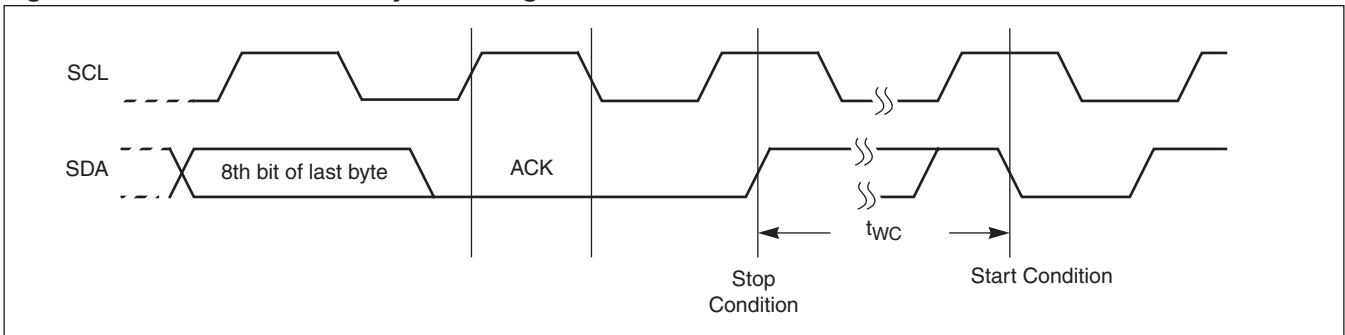 SCL
SDA
8th bit of last byte
ACK
tWC
Stop
Condition
Start Condition